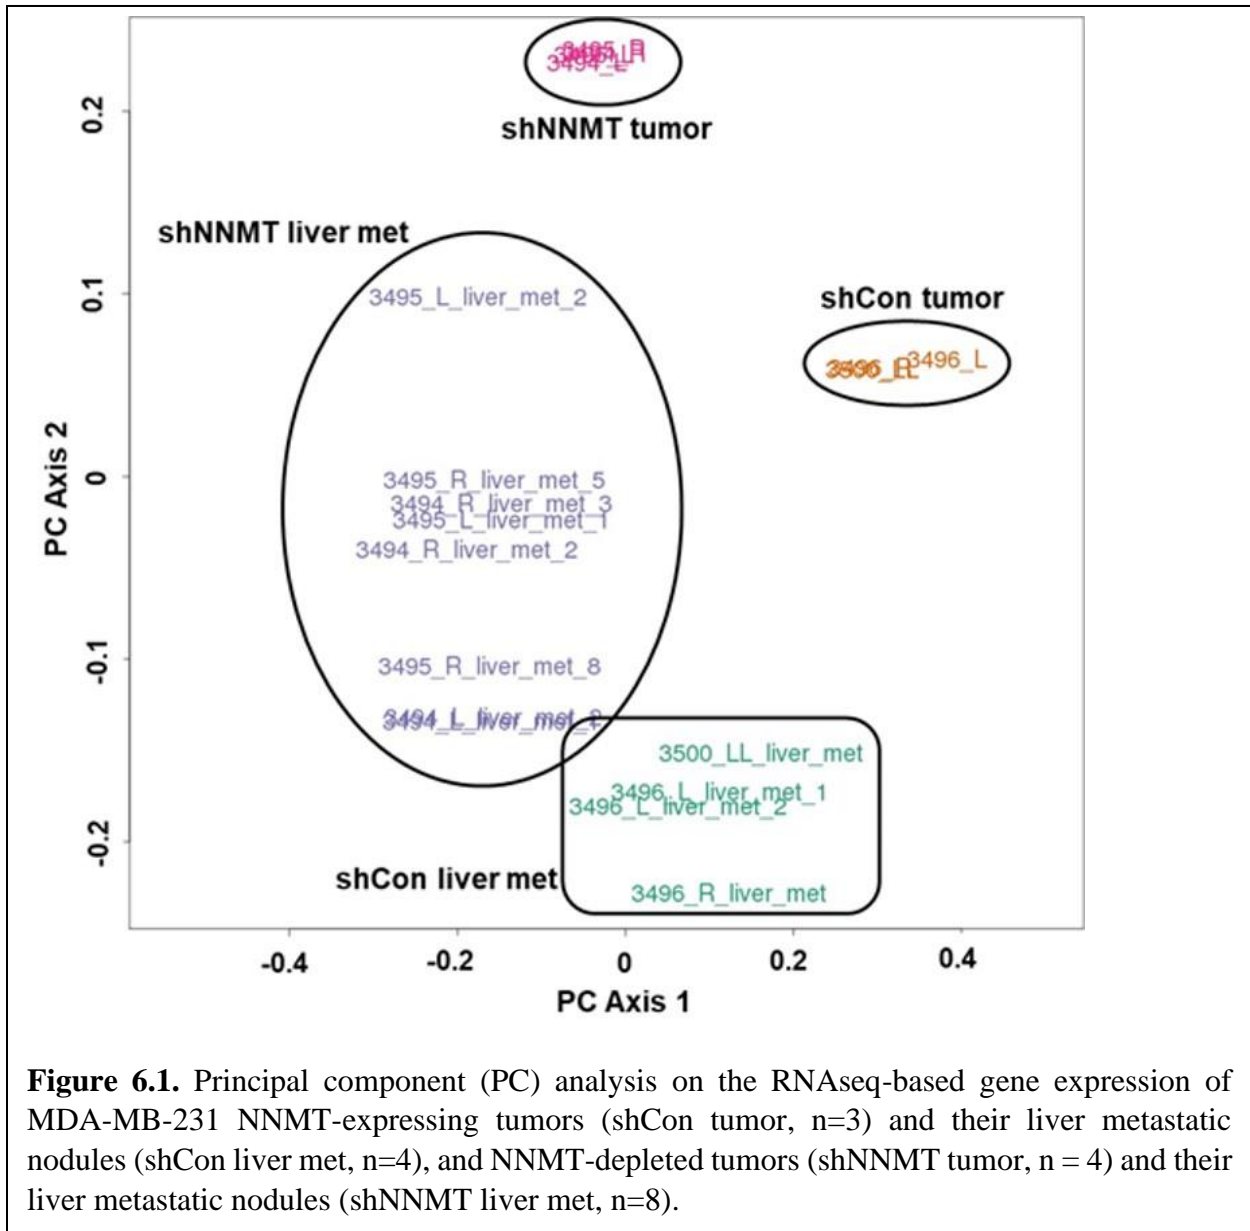 3494_L
shNNMT tumor
0.2
shNNMT liver met
3495_L_liver_met_2
0.1
shCon tumor
3496_L
3495_R_liver_met_5
3494_R_liver_met_3
3495_L_liver_met_1
3494_R_liver_met_2
0
PC Axis 2
3495_R_liver_met_8
-0.1
3500_LL_liver_met
3496_L_liver_met_1
3496_L_liver_met_2
-0.2
shCon liver met
3496_R_liver_met
-0.4
-0.2
0
0.2
0.4
PC Axis 1
Figure 6.1. Principal component (PC) analysis on the RNAseq-based gene expression of
MDA-MB-231 NNMT-expressing tumors (shCon tumor, n=3) and their liver metastatic
nodules (shCon liver met, n=4), and NNMT-depleted tumors (shNNMT tumor, n = 4) and their
liver metastatic nodules (shNNMT liver met, n=8).